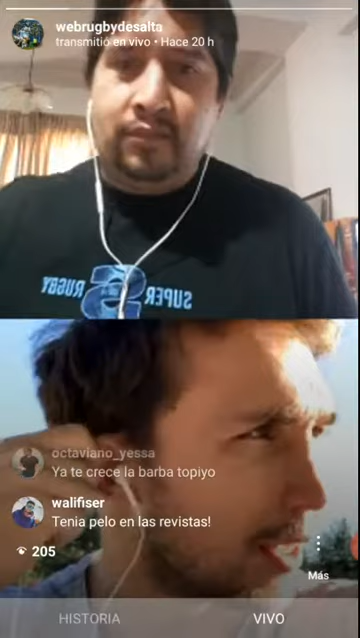 webrugbydesalta
transmitió en vivo • Hace 20 h
SUPER RUGBY
octaviano_yessa
Ya te crece la barba topiyo
walifiser
Tenia pelo en las revistas!
205
Más
HISTORIA
VIVO